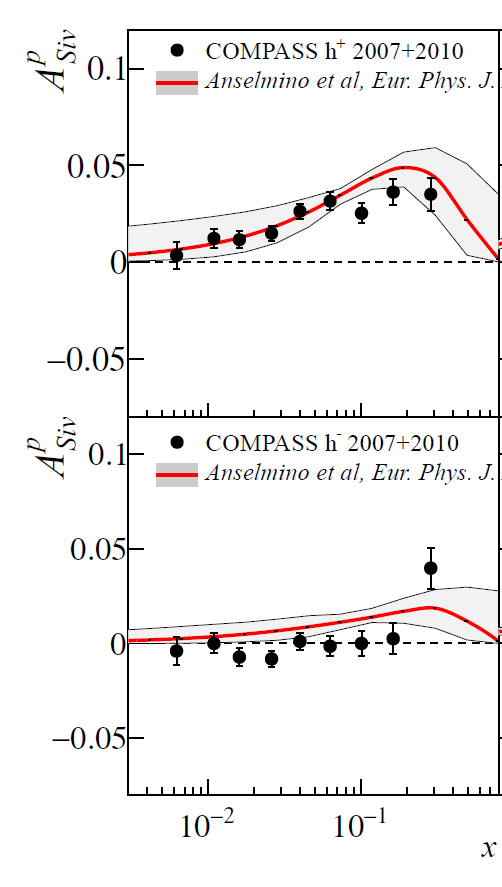 A^p_Siv
COMPASS h⁺ 2007+2010
0.1
Anselmino et al, Eur. Phys. J.
0.05
0
−0.05
A^p_Siv
COMPASS h⁻ 2007+2010
0.1
Anselmino et al, Eur. Phys. J.
0.05
0
−0.05
10⁻² 10⁻¹
x